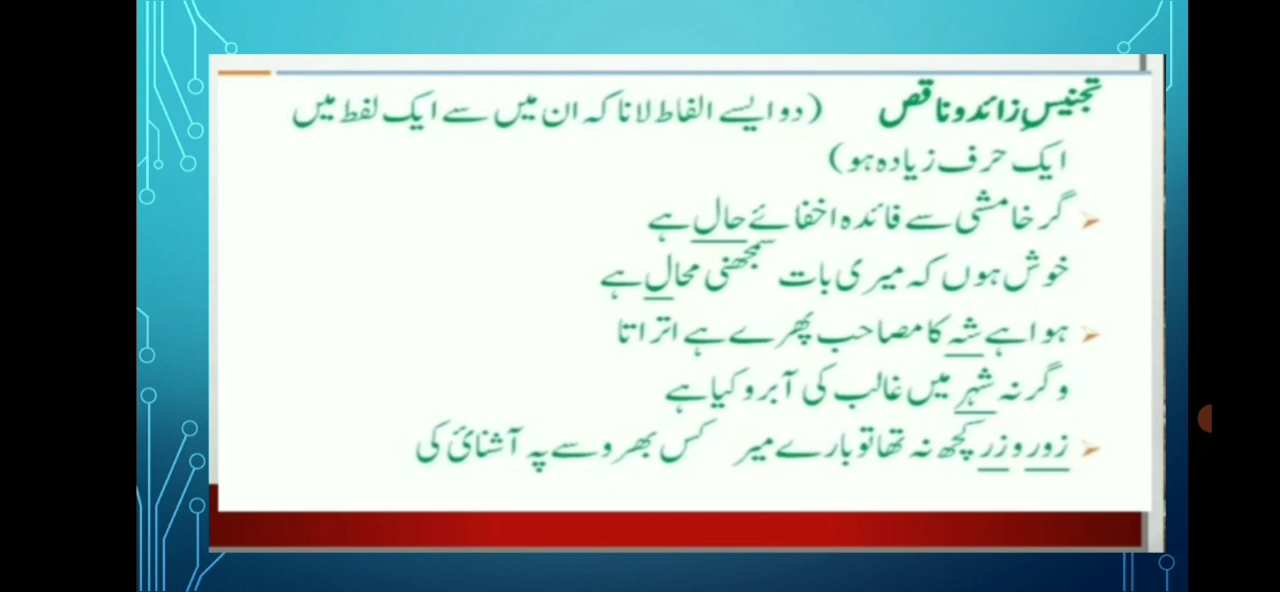 تجنیسِ زائد و ناقص (دو ایسے الفاظ لانا کہ ان میں سے ایک لفظ میں
ایک حرف زیادہ ہو)
گر خامشی سے فائدہ اخفائے حال ہے
خوش ہوں کہ میری بات سمجھنی محال ہے
ہوا ہے شہ کا مصاحب پھرے ہے اتراتا
وگرنہ شہر میں غالب کی آبرو کیا ہے
زور و زر کچھ نہ تھا تو بارے میر کس بھروسے پہ آشنائی کی